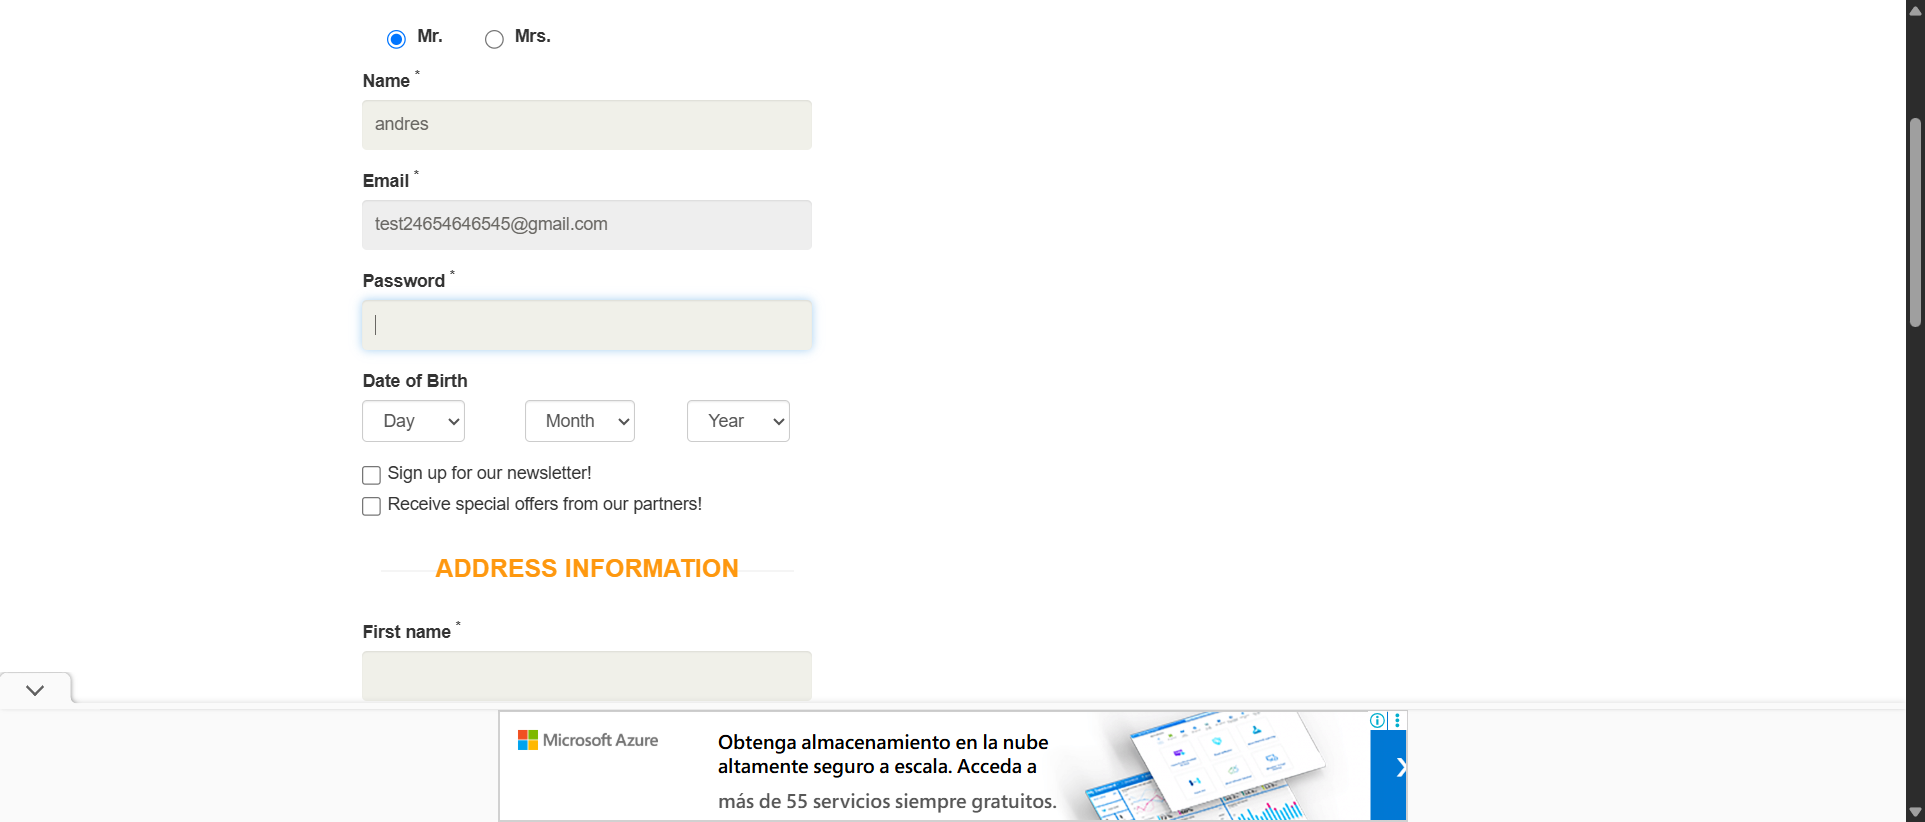 Mr.
Mrs.
Name *
andres
Email *
test24654646545@gmail.com
Password *
Date of Birth
Day
Month
Year
Sign up for our newsletter!
Receive special offers from our partners!
ADDRESS INFORMATION
First name *
Microsoft Azure
Obtenga almacenamiento en la nube
altamente seguro a escala. Acceda a
más de 55 servicios siempre gratuitos.